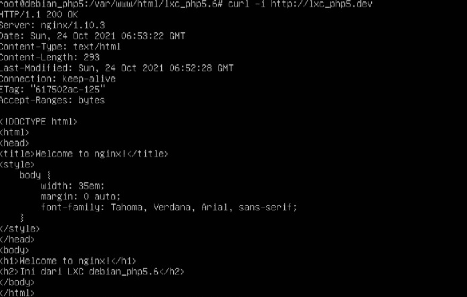 root@debian_php5:/var/www/html/lxc_php5.6# curl -i http://lxc_php5.dev
HTTP/1.1 200 OK
Server: nginx/1.10.3
Date: Sun, 24 Oct 2021 06:53:22 GMT
Content-Type: text/html
Content-Length: 293
Last-Modified: Sun, 24 Oct 2021 06:52:28 GMT
Connection: keep-alive
ETag: "617502ac-125"
Accept-Ranges: bytes

<!DOCTYPE html>
<html>
<head>
<title>Welcome to nginx!</title>
<style>
    body {
        width: 35em;
        margin: 0 auto;
        font-family: Tahoma, Verdana, Arial, sans-serif;
    }
</style>
</head>
<body>
<h1>Welcome to nginx!</h1>
<h2>Ini dari LXC debian_php5.6</h2>
</body>
</html>